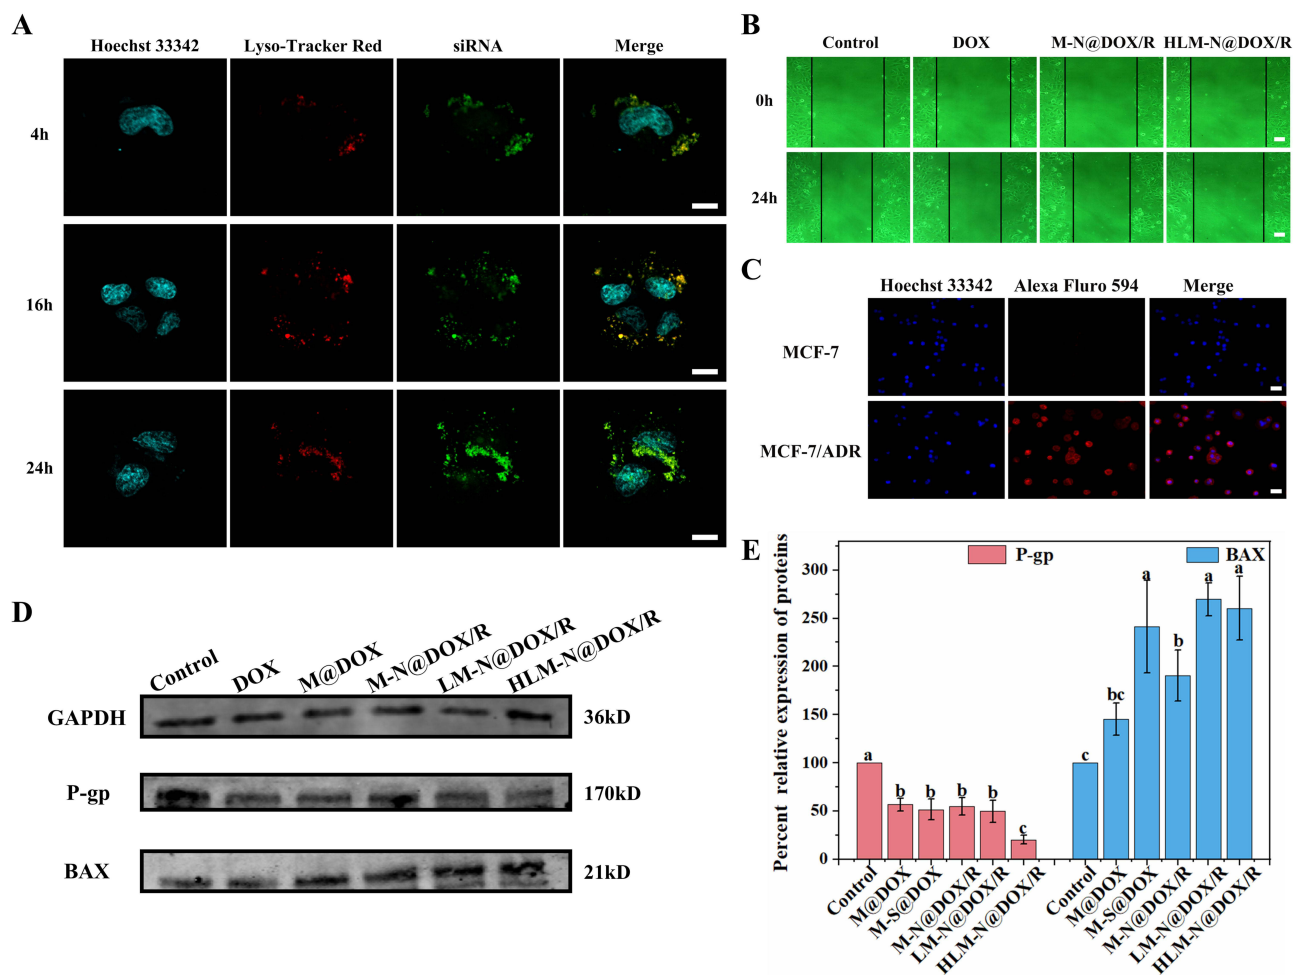 A
Hoechst 33342 Lyso-Tracker Red siRNA Merge
4h
16h
24h
B
Control DOX M-N@DOX/R HLM-N@DOX/R
0h
24h
C
Hoechst 33342 Alexa Fluro 594 Merge
MCF-7
MCF-7/ADR
D
Control DOX M@DOX M-N@DOX/R LM-N@DOX/R HLM-N@DOX/R
GAPDH 36kD
P-gp 170kD
BAX 21kD
E
Percent relative expression of proteins
P-gp BAX
300
250
200
150
100
50
0
a b b b b c
c bc a b a a
Control M@DOX M-S@DOX M-N@DOX/R LM-N@DOX/R HLM-N@DOX/R
Control M@DOX M-S@DOX M-N@DOX/R LM-N@DOX/R HLM-N@DOX/R